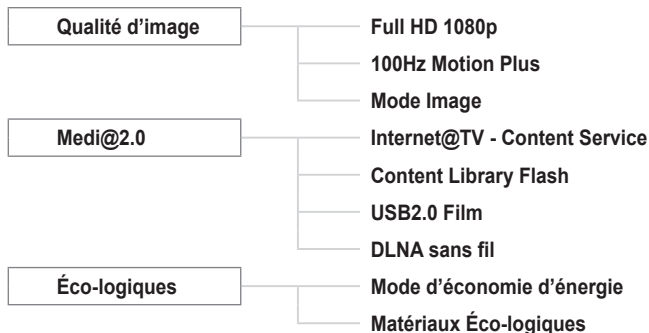 Qualité d’image
Full HD 1080p
100Hz Motion Plus
Mode Image
Medi@2.0
Internet@TV - Content Service
Content Library Flash
USB2.0 Film
DLNA sans fil
Éco-logiques
Mode d’économie d’énergie
Matériaux Éco-logiques